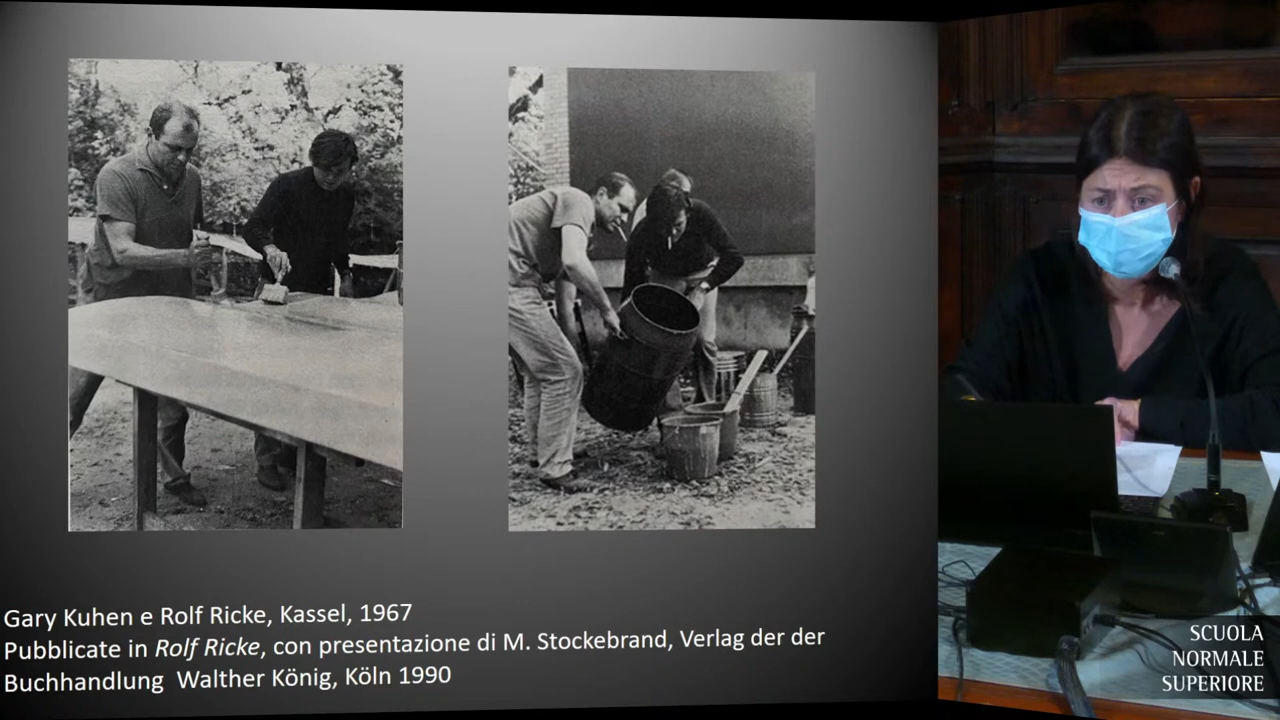 Gary Kuhen e Rolf Ricke, Kassel, 1967
Pubblicate in Rolf Ricke, con presentazione di M. Stockebrand, Verlag der der
Buchhandlung Walther König, Köln 1990
SCUOLA
NORMALE
SUPERIORE